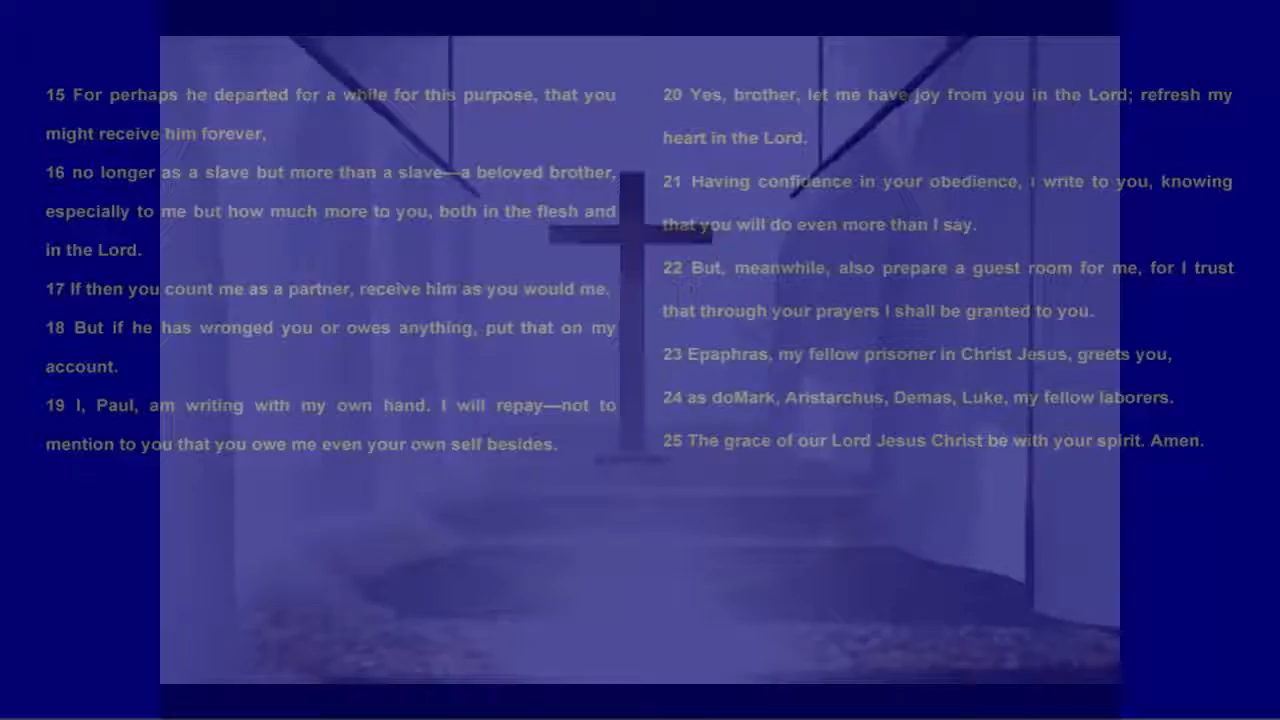 15 For perhaps he departed for a while for this purpose, that you
might receive him forever,
16 no longer as a slave but more than a slave—a beloved brother,
especially to me but how much more to you, both in the flesh and
in the Lord.
17 If then you count me as a partner, receive him as you would me.
18 But if he has wronged you or owes anything, put that on my
account.
19 I, Paul, am writing with my own hand. I will repay—not to
mention to you that you owe me even your own self besides.
20 Yes, brother, let me have joy from you in the Lord; refresh my
heart in the Lord.
21 Having confidence in your obedience, I write to you, knowing
that you will do even more than I say.
22 But, meanwhile, also prepare a guest room for me, for I trust
that through your prayers I shall be granted to you.
23 Epaphras, my fellow prisoner in Christ Jesus, greets you,
24 as doMark, Aristarchus, Demas, Luke, my fellow laborers.
25 The grace of our Lord Jesus Christ be with your spirit. Amen.